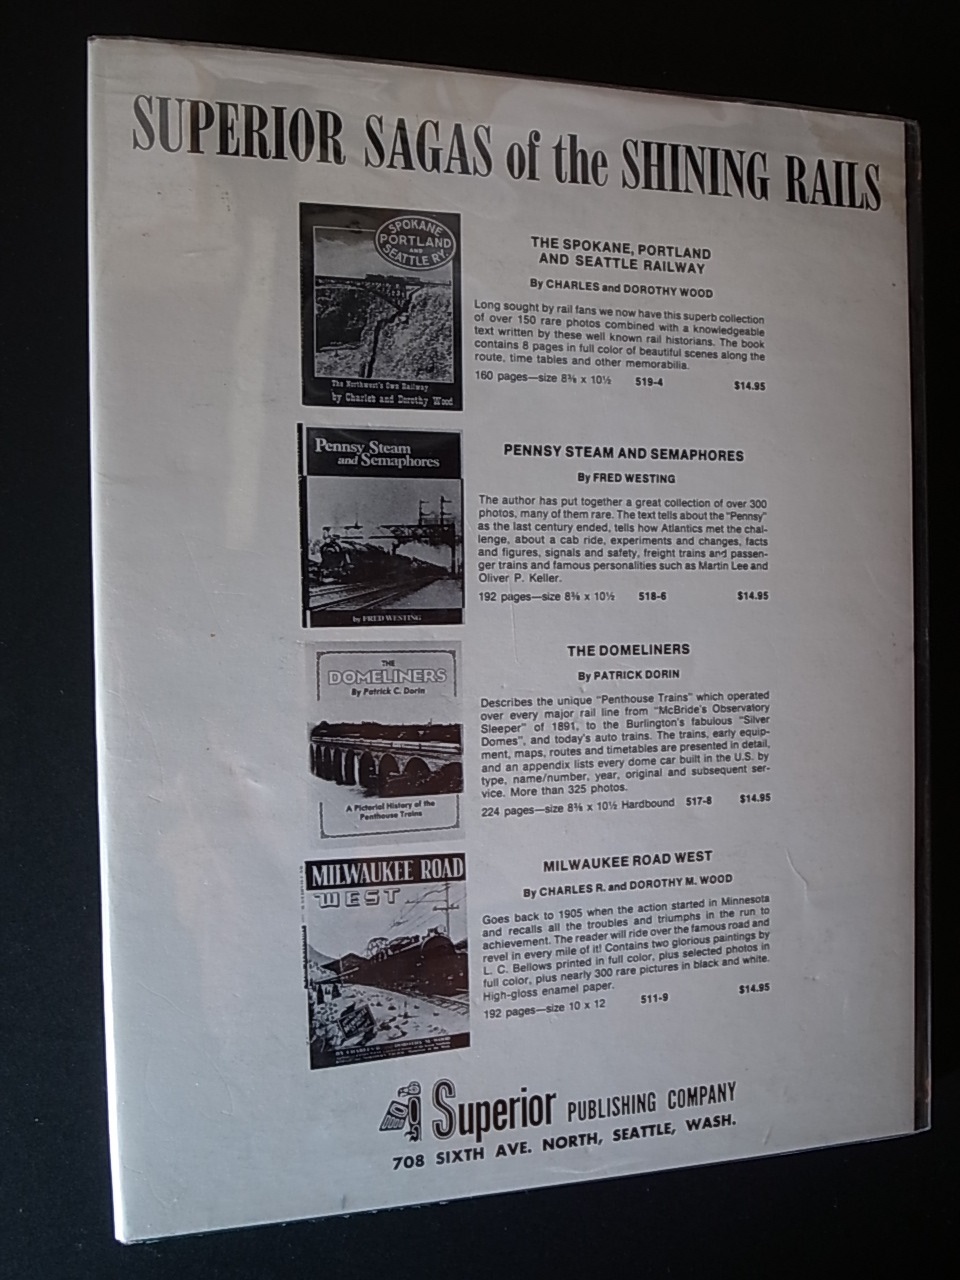 SUPERIOR SAGAS of the SHINING RAILS
SPOKANE
PORTLAND
AND
SEATTLE RY.
The Northwest's Own Railway
by Charles and Dorothy Wood
THE SPOKANE, PORTLAND
AND SEATTLE RAILWAY
By CHARLES and DOROTHY WOOD
Long sought by rail fans we now have this superb collection
of over 150 rare photos combined with a knowledgeable
text written by these well known rail historians. The book
contains 8 pages in full color of beautiful scenes along the
route, time tables and other memorabilia.
160 pages—size 8⅜ x 10½ 519-4 $14.95
Pennsy Steam
and Semaphores
by FRED WESTING
PENNSY STEAM AND SEMAPHORES
By FRED WESTING
The author has put together a great collection of over 300
photos, many of them rare. The text tells about the "Pennsy"
as the last century ended, tells how Atlantics met the chal-
lenge, about a cab ride, experiments and changes, facts
and figures, signals and safety, freight trains and passen-
ger trains and famous personalities such as Martin Lee and
Oliver P. Keller.
192 pages—size 8⅜ x 10½ 518-6 $14.95
THE
DOMELINERS
By Patrick C. Dorin
A Pictorial History of the
Penthouse Trains
THE DOMELINERS
By PATRICK DORIN
Describes the unique "Penthouse Trains" which operated
over every major rail line from "McBride's Observatory
Sleeper" of 1891, to the Burlington's fabulous "Silver
Domes", and today's auto trains. The trains, early equip-
ment, maps, routes and timetables are presented in detail,
and an appendix lists every dome car built in the U.S. by
type, name/number, year, original and subsequent ser-
vice. More than 325 photos.
224 pages—size 8⅜ x 10½ Hardbound 517-8 $14.95
MILWAUKEE ROAD
WEST
BY CHARLES R. AND DOROTHY M. WOOD
MILWAUKEE ROAD WEST
By CHARLES R. and DOROTHY M. WOOD
Goes back to 1905 when the action started in Minnesota
and recalls all the troubles and triumphs in the run to
achievement. The reader will ride over the famous road and
revel in every mile of it! Contains two glorious paintings by
L. C. Bellows printed in full color, plus selected photos in
full color, plus nearly 300 rare pictures in black and white.
High-gloss enamel paper.
192 pages—size 10 x 12 511-9 $14.95
Superior PUBLISHING COMPANY
708 SIXTH AVE. NORTH, SEATTLE, WASH.